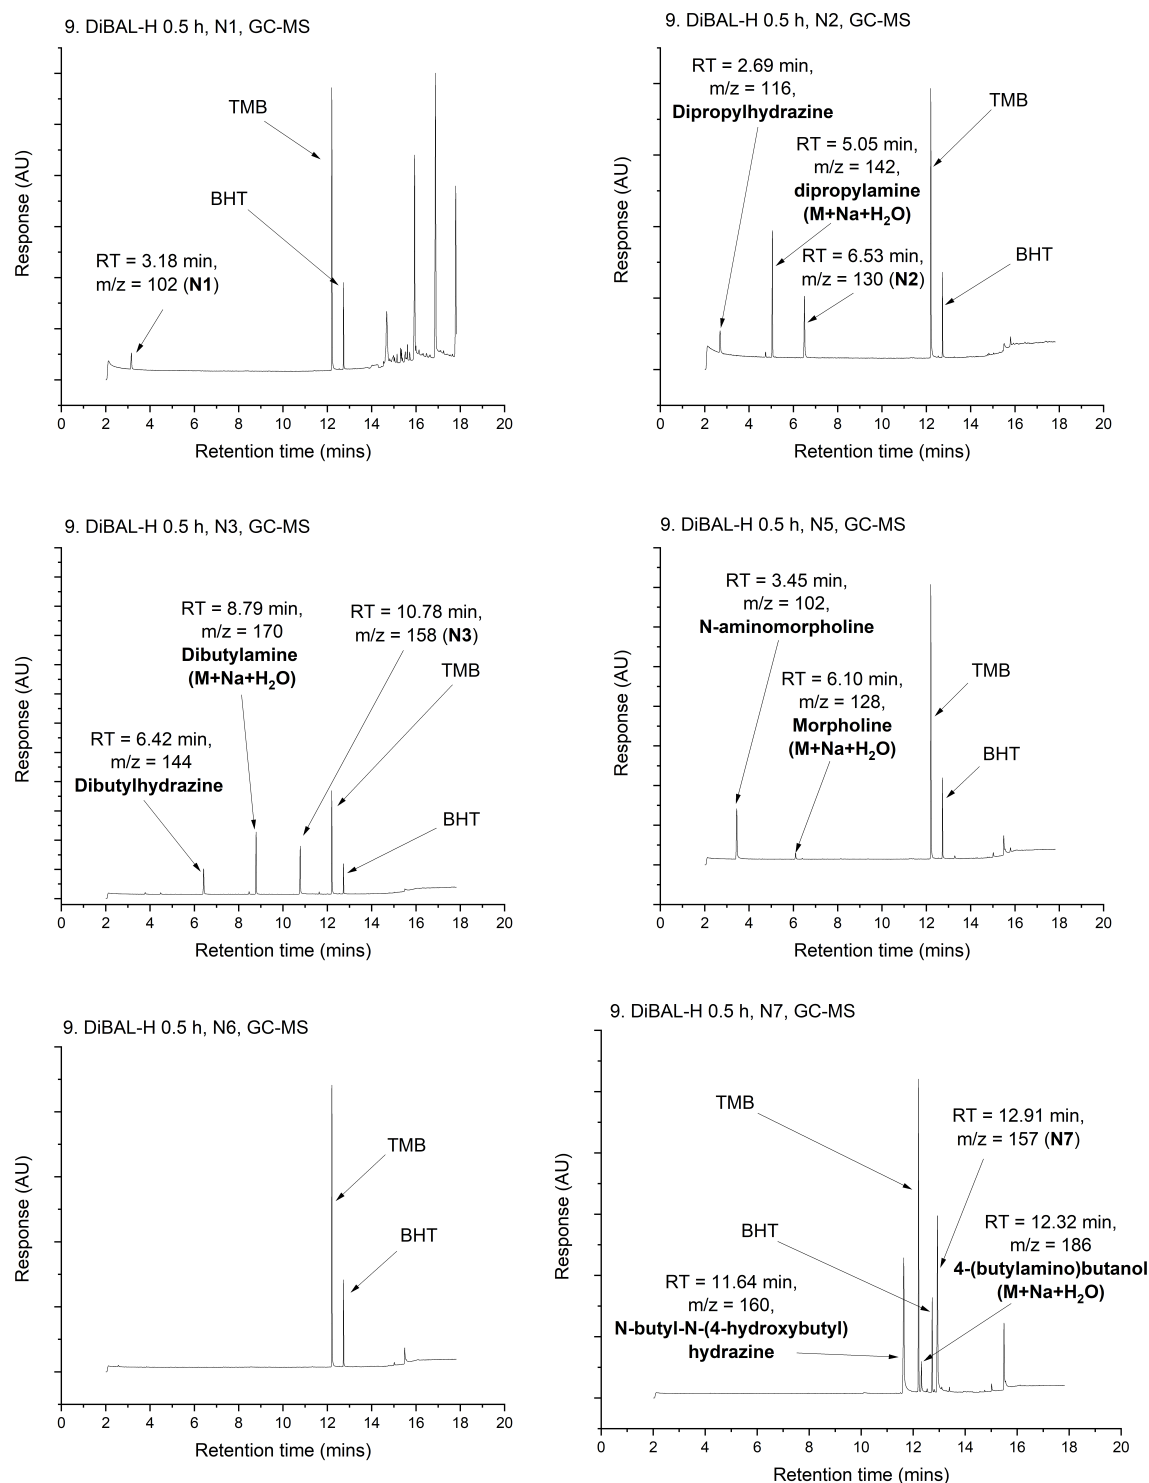 9. DiBAL-H 0.5 h, N1, GC-MS
Response (AU)
TMB
BHT
RT = 3.18 min,
m/z = 102 (N1)
0 2 4 6 8 10 12 14 16 18 20
Retention time (mins)
9. DiBAL-H 0.5 h, N2, GC-MS
Response (AU)
RT = 2.69 min,
m/z = 116,
Dipropylhydrazine
TMB
RT = 5.05 min,
m/z = 142,
dipropylamine
(M+Na+H₂O)
RT = 6.53 min,
m/z = 130 (N2)
BHT
0 2 4 6 8 10 12 14 16 18 20
Retention time (mins)
9. DiBAL-H 0.5 h, N3, GC-MS
Response (AU)
RT = 8.79 min,
m/z = 170
Dibutylamine
(M+Na+H₂O)
RT = 10.78 min,
m/z = 158 (N3)
TMB
RT = 6.42 min,
m/z = 144
Dibutylhydrazine
BHT
0 2 4 6 8 10 12 14 16 18 20
Retention time (mins)
9. DiBAL-H 0.5 h, N5, GC-MS
Response (AU)
RT = 3.45 min,
m/z = 102,
N-aminomorpholine
RT = 6.10 min,
m/z = 128,
Morpholine
(M+Na+H₂O)
TMB
BHT
0 2 4 6 8 10 12 14 16 18 20
Retention time (mins)
9. DiBAL-H 0.5 h, N6, GC-MS
Response (AU)
TMB
BHT
0 2 4 6 8 10 12 14 16 18 20
Retention time (mins)
9. DiBAL-H 0.5 h, N7, GC-MS
Response (AU)
TMB
RT = 12.91 min,
m/z = 157 (N7)
BHT
RT = 12.32 min,
m/z = 186
4-(butylamino)butanol
(M+Na+H₂O)
RT = 11.64 min,
m/z = 160,
N-butyl-N-(4-hydroxybutyl)
hydrazine
0 2 4 6 8 10 12 14 16 18 20
Retention time (mins)